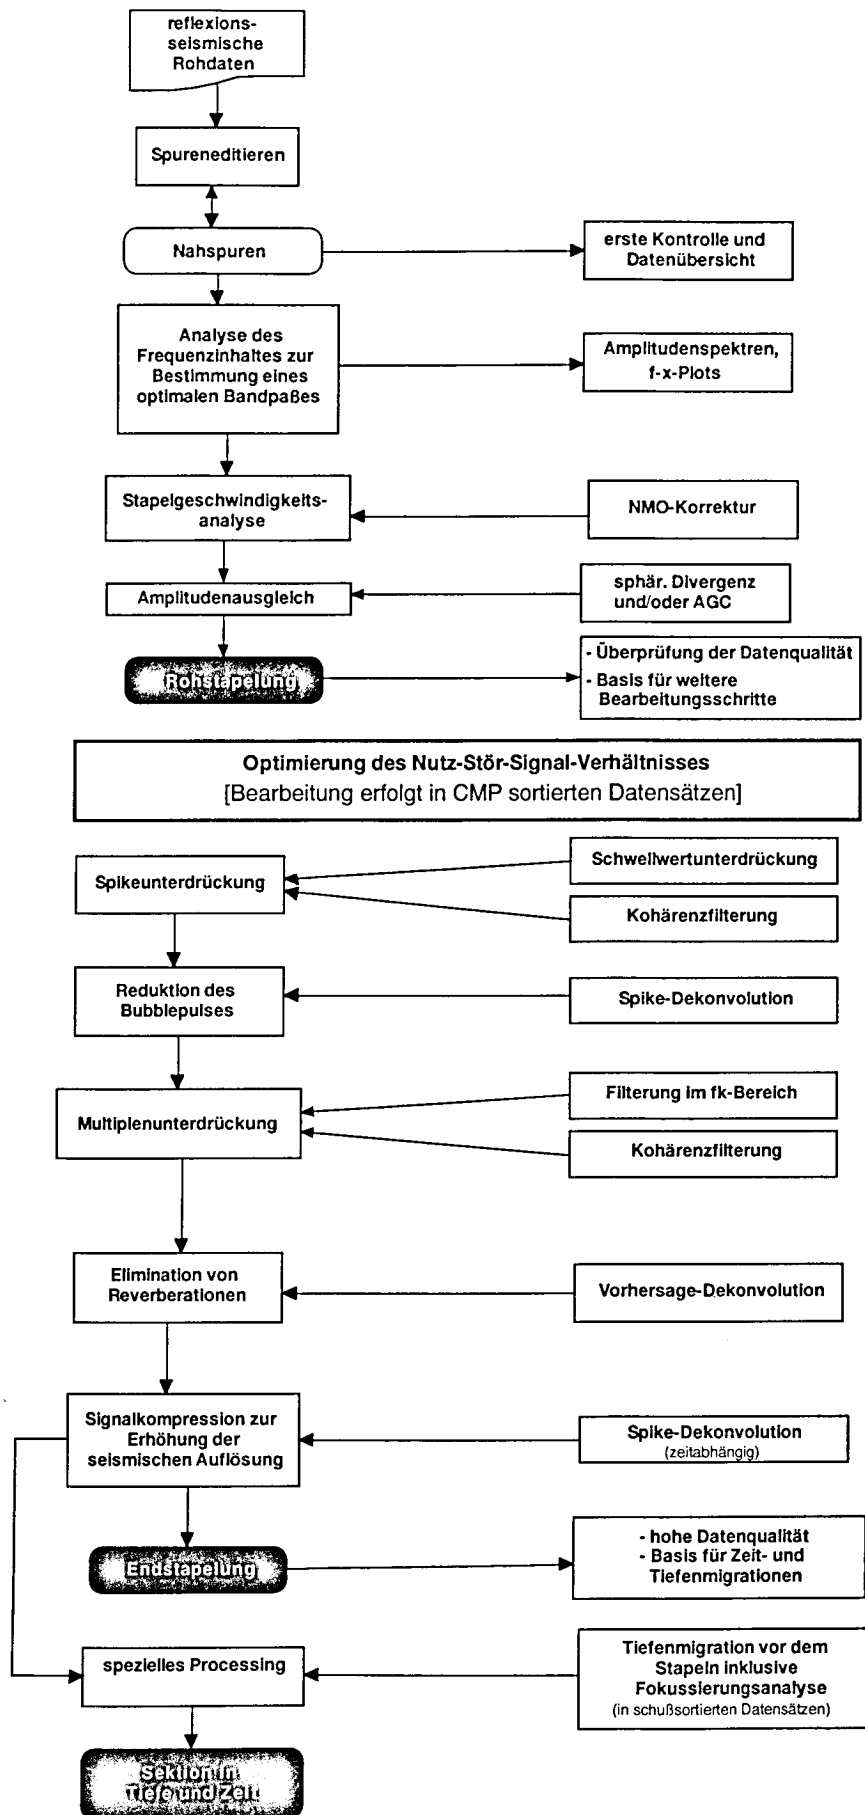 reflexions-
seismische
Rohdaten
Spureneditieren
Nahspuren
erste Kontrolle und
Datenübersicht
Analyse des
Frequenzinhaltes zur
Bestimmung eines
optimalen Bandpaßes
Amplitudenspektren,
f-x-Plots
Stapelgeschwindigkeits-
analyse
NMO-Korrektur
Amplitudenausgleich
sphär. Divergenz
und/oder AGC
Rohstapelung
- Überprüfung der Datenqualität
- Basis für weitere
Bearbeitungsschritte
Optimierung des Nutz-Stör-Signal-Verhältnisses
[Bearbeitung erfolgt in CMP sortierten Datensätzen]
Spikeunterdrückung
Schwellwertunterdrückung
Kohärenzfilterung
Reduktion des
Bubblepulses
Spike-Dekonvolution
Multiplenunterdrückung
Filterung im fk-Bereich
Kohärenzfilterung
Elimination von
Reverberationen
Vorhersage-Dekonvolution
Signalkompression zur
Erhöhung der
seismischen Auflösung
Spike-Dekonvolution
(zeitabhängig)
Endstapelung
- hohe Datenqualität
- Basis für Zeit- und
Tiefenmigrationen
spezielles Processing
Tiefenmigration vor dem
Stapeln inklusive
Fokussierungsanalyse
(in schußsortierten Datensätzen)
Sektion in
Tiefe und Zeit